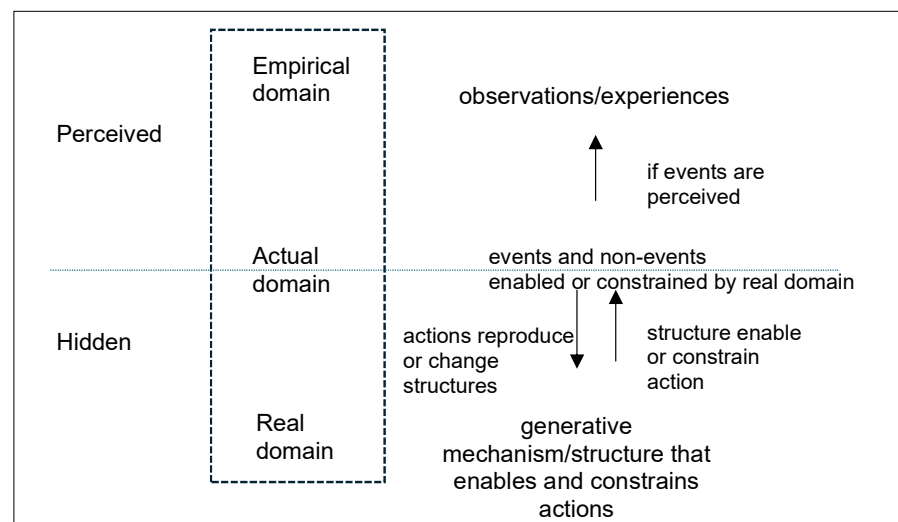 Empirical
domain
observations/experiences
Perceived
if events are
perceived
Actual
domain
events and non-events
enabled or constrained by real domain
Hidden
actions reproduce
or change
structures
structure enable
or constrain
action
Real
domain
generative
mechanism/structure that
enables and constrains
actions